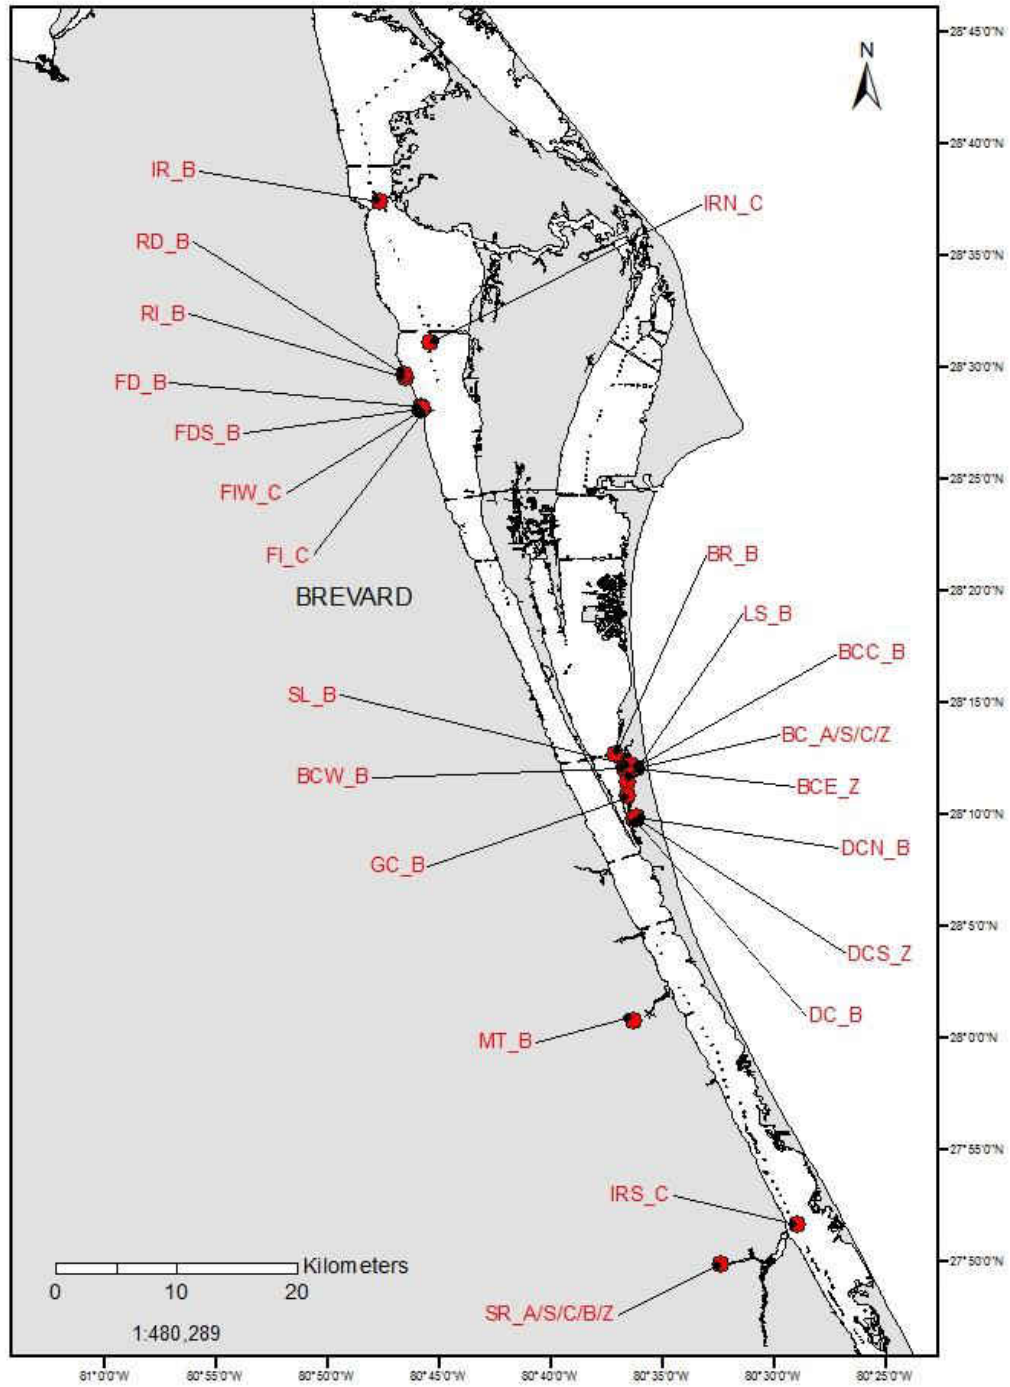 N
28°45'0"N
28°40'0"N
IR_B
IRN_C
RD_B
28°35'0"N
RI_B
28°30'0"N
FD_B
FDS_B
28°25'0"N
FIW_C
FI_C
BR_B
BREVARD
28°20'0"N
LS_B
BCC_B
SL_B
28°15'0"N
BC_A/S/C/Z
BCW_B
BCE_Z
28°10'0"N
DCN_B
GC_B
28°5'0"N
DCS_Z
DC_B
MT_B
28°0'0"N
27°55'0"N
IRS_C
27°50'0"N
Kilometers
0 10 20
SR_A/S/C/B/Z
1:480,289
81°0'0"W 80°55'0"W 80°50'0"W 80°45'0"W 80°40'0"W 80°35'0"W 80°30'0"W 80°25'0"W